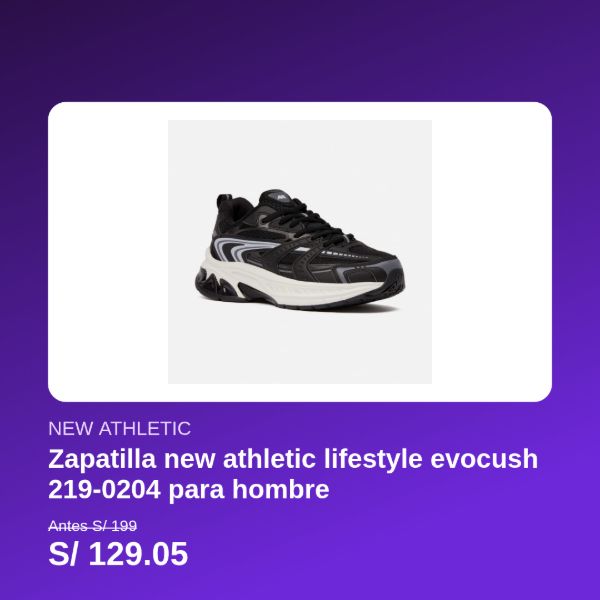 NEW ATHLETIC
Zapatilla new athletic lifestyle evocush
219-0204 para hombre
Antes S/ 199
S/ 129.05